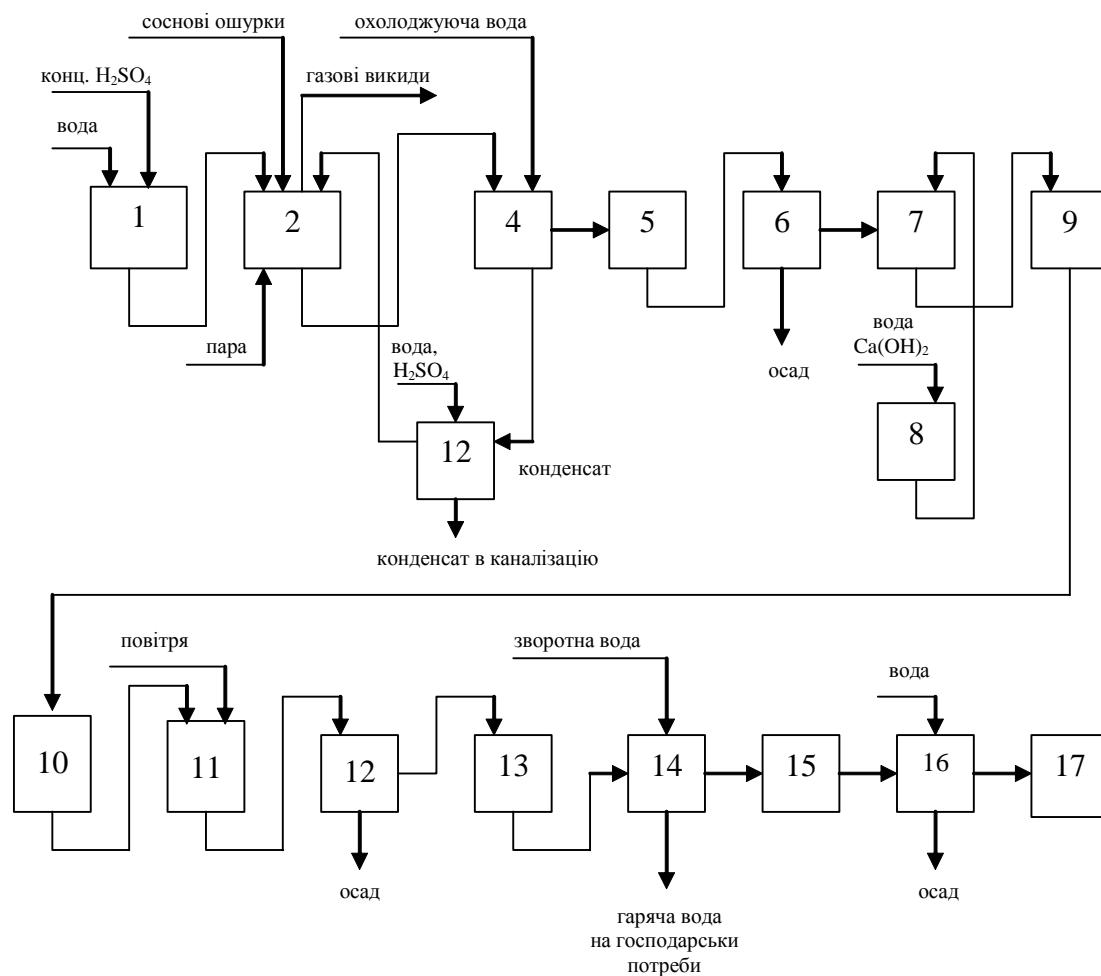 соснові ошурки
охолоджуюча вода
конц. H₂SO₄
газові викиди
вода
1
2
4
5
6
7
9
пара
вода,
H₂SO₄
осад
вода
Ca(OH)₂
12
8
конденсат
конденсат в каналізацію
повітря
зворотна вода
вода
10
11
12
13
14
15
16
17
осад
осад
гаряча вода
на господарськи
потреби